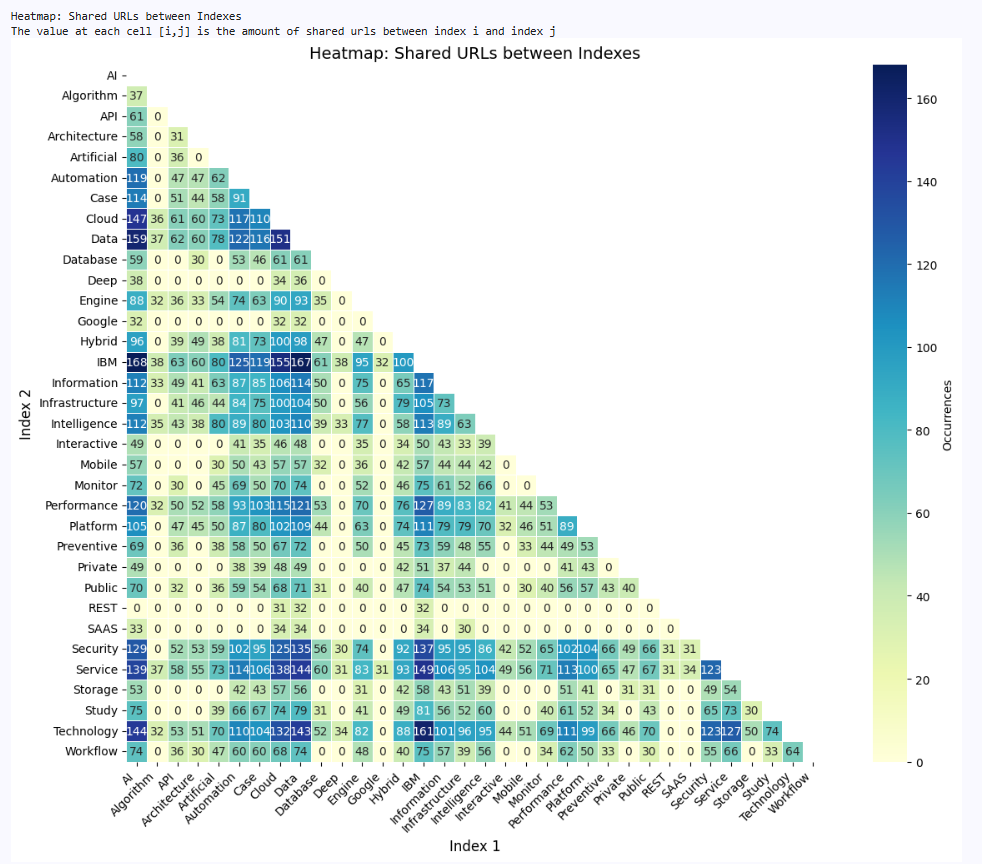 Heatmap: Shared URLs between Indexes
The value at each cell [i,j] is the amount of shared urls between index i and index j
Heatmap: Shared URLs between Indexes
AI
Algorithm 37
API 61 0
Architecture 58 0 31
Artificial 80 0 36 0
Automation 119 0 47 47 62
Case 114 0 51 44 58 91
Cloud 147 36 61 60 73 117 110
Data 159 37 62 60 78 122 116 151
Database 59 0 0 30 0 53 46 61 61
Deep 38 0 0 0 0 0 0 34 36 0
Engine 88 32 36 33 54 74 63 90 93 35 0
Google 32 0 0 0 0 0 0 32 32 0 0 0
Hybrid 96 0 39 49 38 81 73 100 98 47 0 47 0
IBM 168 38 63 60 80 125 119 155 167 61 38 95 32 100
Information 112 33 49 41 63 87 85 106 114 50 0 75 0 65 117
Infrastructure 97 0 41 46 44 84 75 100 104 50 0 56 0 79 105 73
Intelligence 112 35 43 38 80 89 80 103 110 39 33 77 0 58 113 89 63
Interactive 49 0 0 0 0 41 35 46 48 0 0 35 0 34 50 43 33 39
Mobile 57 0 0 0 30 50 43 57 57 32 0 36 0 42 57 44 44 42 0
Monitor 72 0 30 0 45 69 50 70 74 0 0 52 0 46 75 61 52 66 0 0
Performance 120 32 50 52 58 93 103 115 121 53 0 70 0 76 127 89 83 82 41 44 53
Platform 105 0 47 45 50 87 80 102 109 44 0 63 0 74 111 79 79 70 32 46 51 89
Preventive 69 0 36 0 38 58 50 67 72 0 0 50 0 45 73 59 48 55 0 33 44 49 53
Private 49 0 0 0 0 38 39 48 49 0 0 0 0 42 51 37 44 0 0 0 0 41 43 0
Public 70 0 32 0 36 59 54 68 71 31 0 40 0 47 74 54 53 51 0 30 40 56 57 43 40
REST 0 0 0 0 0 0 0 31 32 0 0 0 0 0 32 0 0 0 0 0 0 0 0 0 0 0
SAAS 33 0 0 0 0 0 0 34 34 0 0 0 0 0 34 0 30 0 0 0 0 0 0 0 0 0 0
Security 129 0 52 53 59 102 95 125 135 56 30 74 0 92 137 95 95 86 42 52 65 102 104 66 49 66 31 31
Service 139 37 58 55 73 114 106 138 144 60 31 83 31 93 149 106 95 104 49 56 71 113 100 65 47 67 31 34 123
Storage 53 0 0 0 0 42 43 57 56 0 0 31 0 42 58 43 51 39 0 0 0 51 41 0 31 31 0 0 49 54
Study 75 0 0 0 39 66 67 74 79 31 0 41 0 49 81 56 52 60 0 0 40 61 52 34 0 43 0 0 65 73 30
Technology 144 32 53 51 70 110 104 132 143 52 34 82 0 88 161 101 96 95 44 51 69 111 99 66 46 70 0 0 123 127 50 74
Workflow 74 0 36 30 47 60 60 68 74 0 0 48 0 40 75 57 39 56 0 0 34 62 50 33 0 30 0 0 55 66 0 33 64
AI Algorithm API Architecture Artificial Automation Case Cloud Data Database Deep Engine Google Hybrid IBM Information Infrastructure Intelligence Interactive Mobile Monitor Performance Platform Preventive Private Public REST SAAS Security Service Storage Study Technology Workflow
Index 1
Index 2
160
140
120
100
80
60
40
20
0
Occurrences